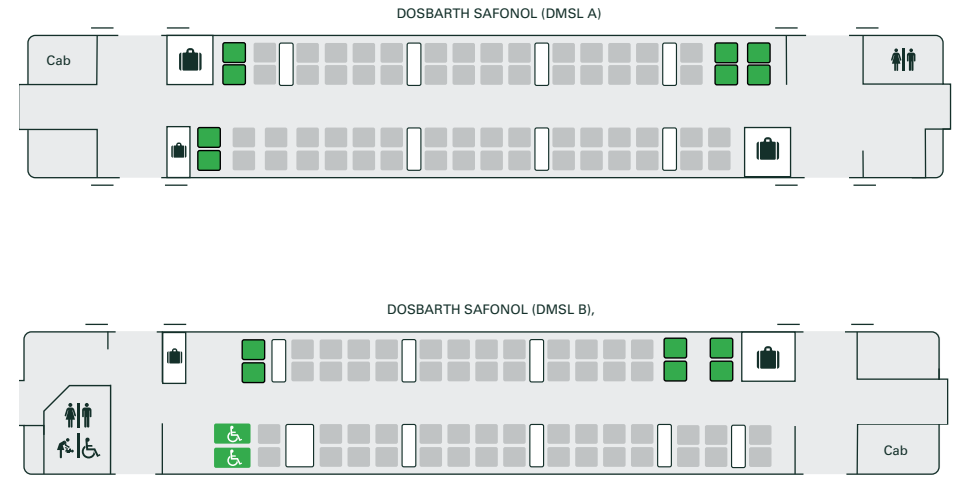 DOSBARTH SAFONOL (DMSL A)
Cab
DOSBARTH SAFONOL (DMSL B),
Cab